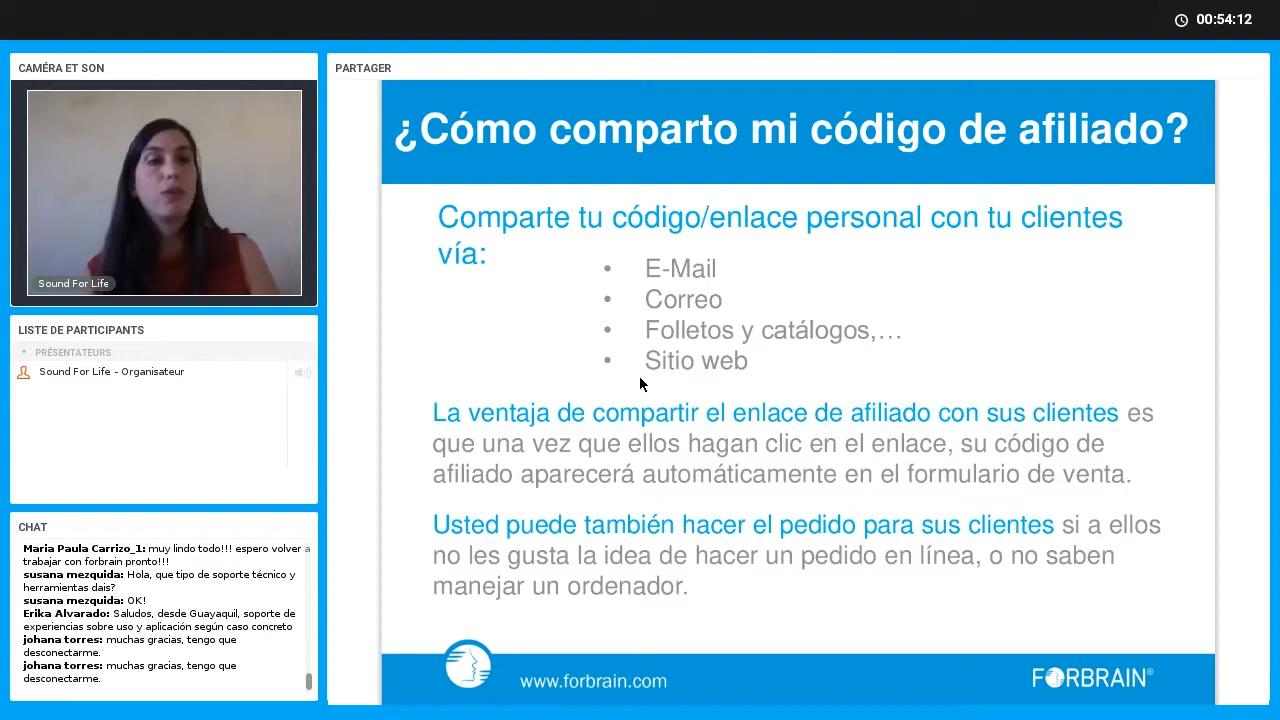 00:54:12
CAMÉRA ET SON
Sound For Life
LISTE DE PARTICIPANTS
PRÉSENTATEURS
Sound For Life - Organisateur
CHAT
Maria Paula Carrizo_1: muy lindo todo!!! espero volver a
trabajar con forbrain pronto!!!
susana mezquida: Hola, que tipo de soporte técnico y
herramientas dais?
susana mezquida: OK!
Erika Alvarado: Saludos, desde Guayaquil, soporte de
experiencias sobre uso y aplicación según caso concreto
johana torres: muchas gracias, tengo que
desconectarme.
johana torres: muchas gracias, tengo que
desconectarme.
PARTAGER
¿Cómo comparto mi código de afiliado?
Comparte tu código/enlace personal con tu clientes
vía:
• E-Mail
• Correo
• Folletos y catálogos,…
• Sitio web
La ventaja de compartir el enlace de afiliado con sus clientes es
que una vez que ellos hagan clic en el enlace, su código de
afiliado aparecerá automáticamente en el formulario de venta.
Usted puede también hacer el pedido para sus clientes si a ellos
no les gusta la idea de hacer un pedido en línea, o no saben
manejar un ordenador.
www.forbrain.com
FORBRAIN®